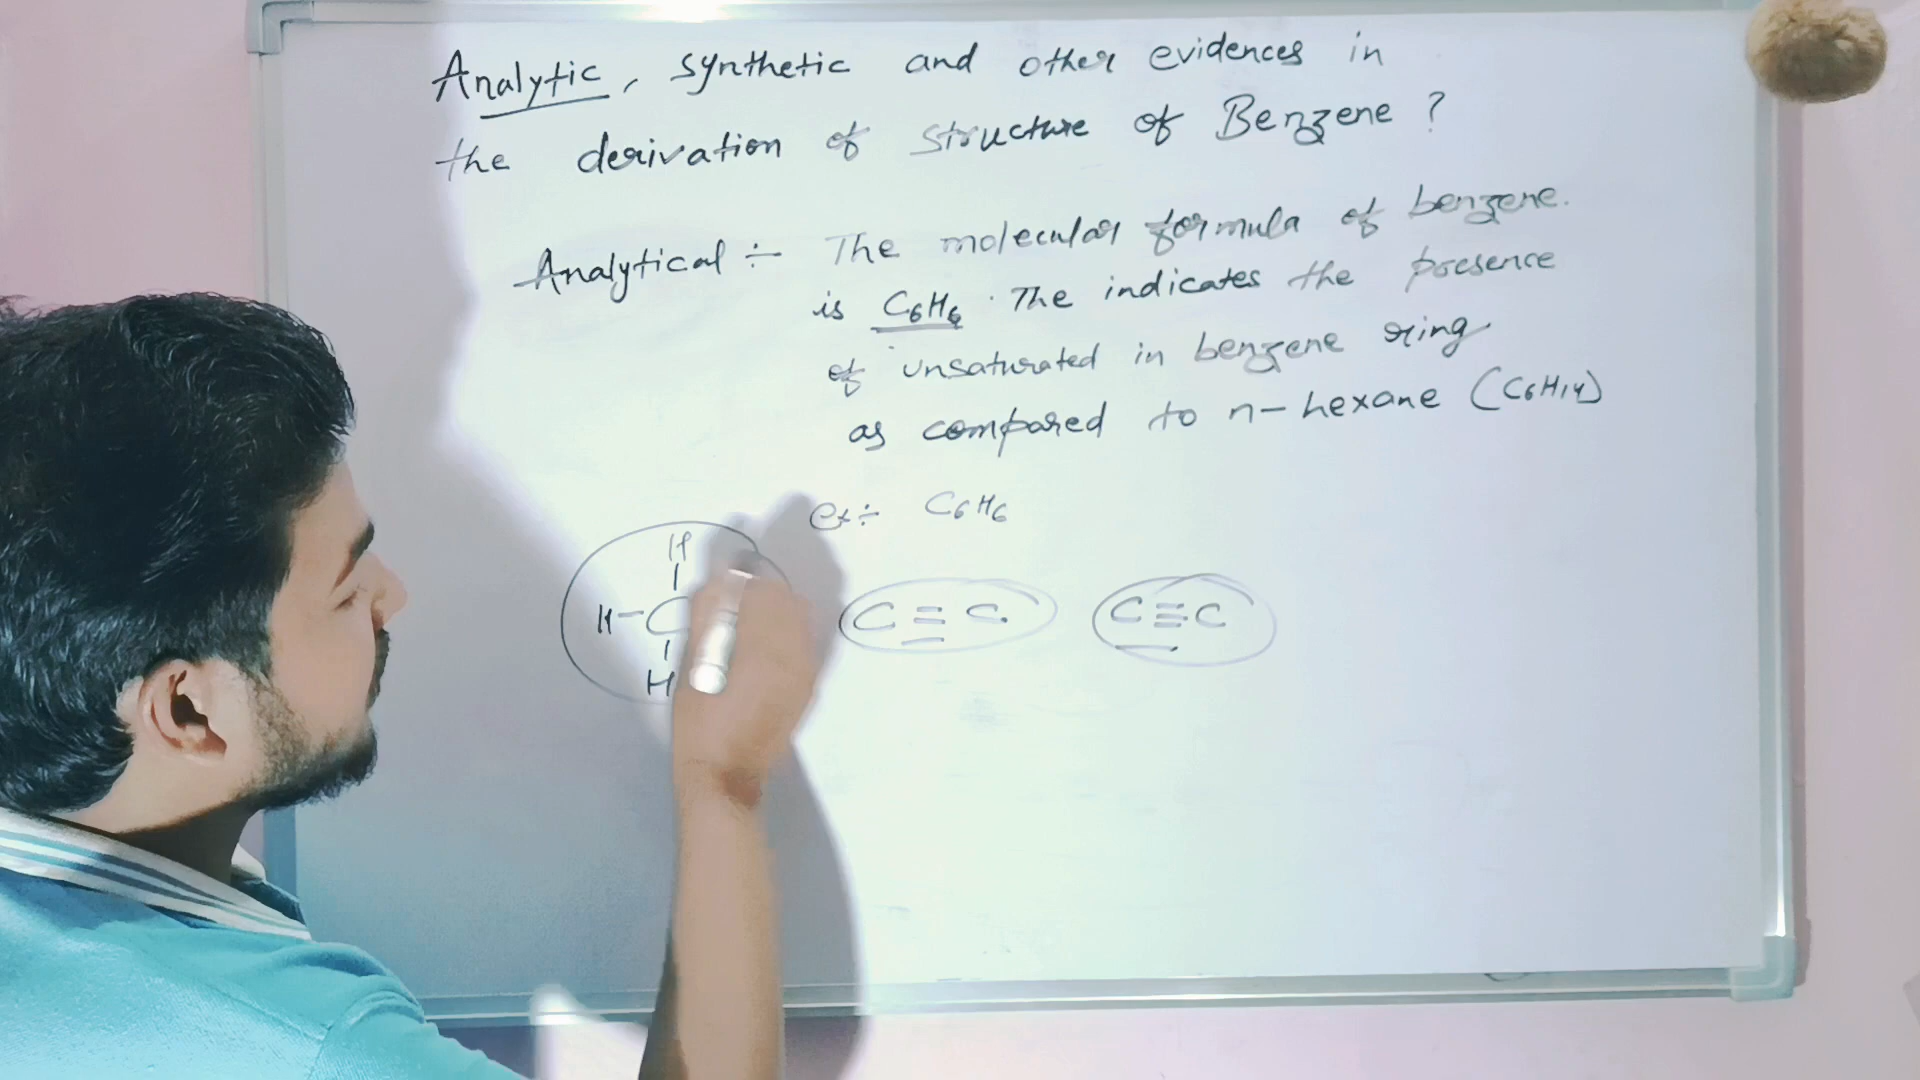 Analytic, synthetic and other evidences in
the derivation of structure of Benzene ?
Analytical ÷ The molecular formula of benzene.
is C6H6. The indicates the presence
of unsaturated in benzene ring
as compared to n-hexane (C6H14)
ex ÷ C6H6
H
H-C C=C. C≡C
H